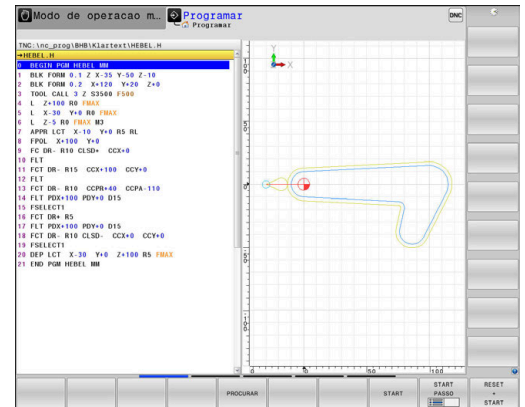 Modo de operacao m...
Programar
Programar
DNC
TNC:\nc_prog\BHB\Klartext\HEBEL.H
→HEBEL.H
0 BEGIN PGM HEBEL MM
1 BLK FORM 0.1 Z X-35 Y-50 Z-10
2 BLK FORM 0.2 X+120 Y+20 Z+0
3 TOOL CALL 3 Z S3500 F500
4 L Z+100 R0 FMAX
5 L X-30 Y+0 R0 FMAX
6 L Z-5 R0 FMAX M3
7 APPR LCT X-10 Y+0 R5 RL
8 FPOL X+100 Y+0
9 FC DR- R10 CLSD+ CCX+0
10 FLT
11 FCT DR- R15 CCX+100 CCY+0
12 FLT
13 FCT DR- R10 CCPR+40 CCPA-110
14 FLT PDX+100 PDY+0 D15
15 FSELECT1
16 FCT DR+ R5
17 FLT PDX+100 PDY+0 D15
18 FCT DR- R10 CLSD- CCX+0 CCY+0
19 FSELECT1
20 DEP LCT X-30 Y+0 Z+100 R5 FMAX
21 END PGM HEBEL MM
Y
X
100
50
0
-50
-100
0
50
100
PROCURAR
START
START PASSO
RESET
+
START